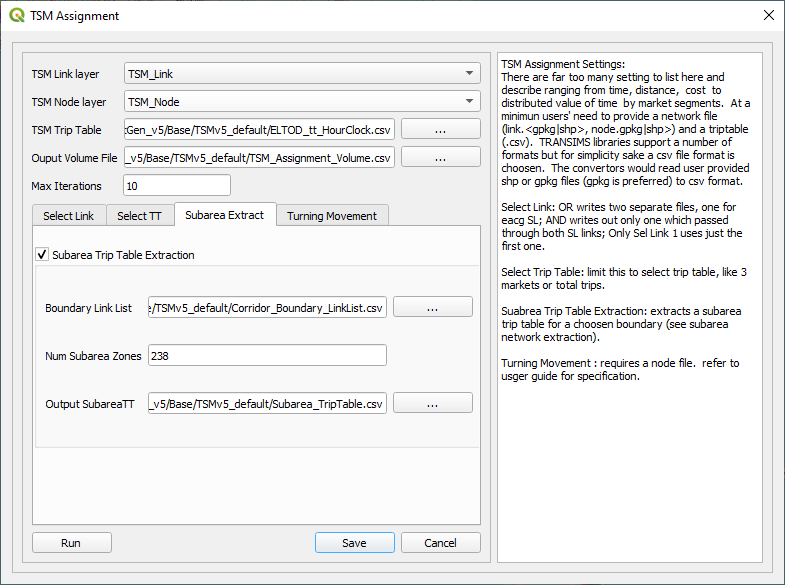 TSM Assignment
TSM Link layer
TSM_Link
TSM Node layer
TSM_Node
TSM Trip Table
:Gen_v5/Base/TSMv5_default/ELTOD_tt_HourClock.csv
...
Ouput Volume File
_v5/Base/TSMv5_default/TSM_Assignment_Volume.csv
...
Max Iterations
10
Select Link
Select TT
Subarea Extract
Turning Movement
Subarea Trip Table Extraction
Boundary Link List
e/TSMv5_default/Corridor_Boundary_LinkList.csv
...
Num Subarea Zones
238
Output SubareaTT
_v5/Base/TSMv5_default/Subarea_TripTable.csv
...
Run
Save
Cancel
TSM Assignment Settings:
There are far too many setting to list here and
describe ranging from time, distance, cost to
distributed value of time by market segments. At a
minimun users' need to provide a network file
(link.<gpkg|shp>, node.gpkg|shp>) and a triptable
(.csv). TRANSIMS libraries support a number of
formats but for simplicity sake a csv file format is
choosen. The convertors would read user provided
shp or gpkg files (gpkg is preferred) to csv format.
Select Link: OR writes two separate files, one for
eacg SL; AND writes out only one which passed
through both SL links; Only Sel Link 1 uses just the
first one.
Select Trip Table: limit this to select trip table, like 3
markets or total trips.
Suabrea Trip Table Extraction: extracts a subarea
trip table for a choosen boundary (see subarea
network extraction).
Turning Movement : requires a node file. refer to
usger guide for specification.